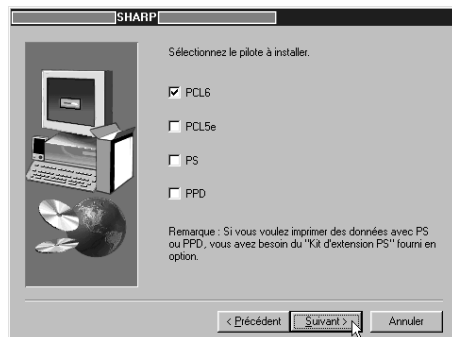 SHARP
Sélectionnez le pilote à installer.
PCL6
PCL5e
PS
PPD
Remarque : Si vous voulez imprimer des données avec PS
ou PPD, vous avez besoin du "Kit d'extension PS" fourni en
option.
< Précédent
Suivant >
Annuler